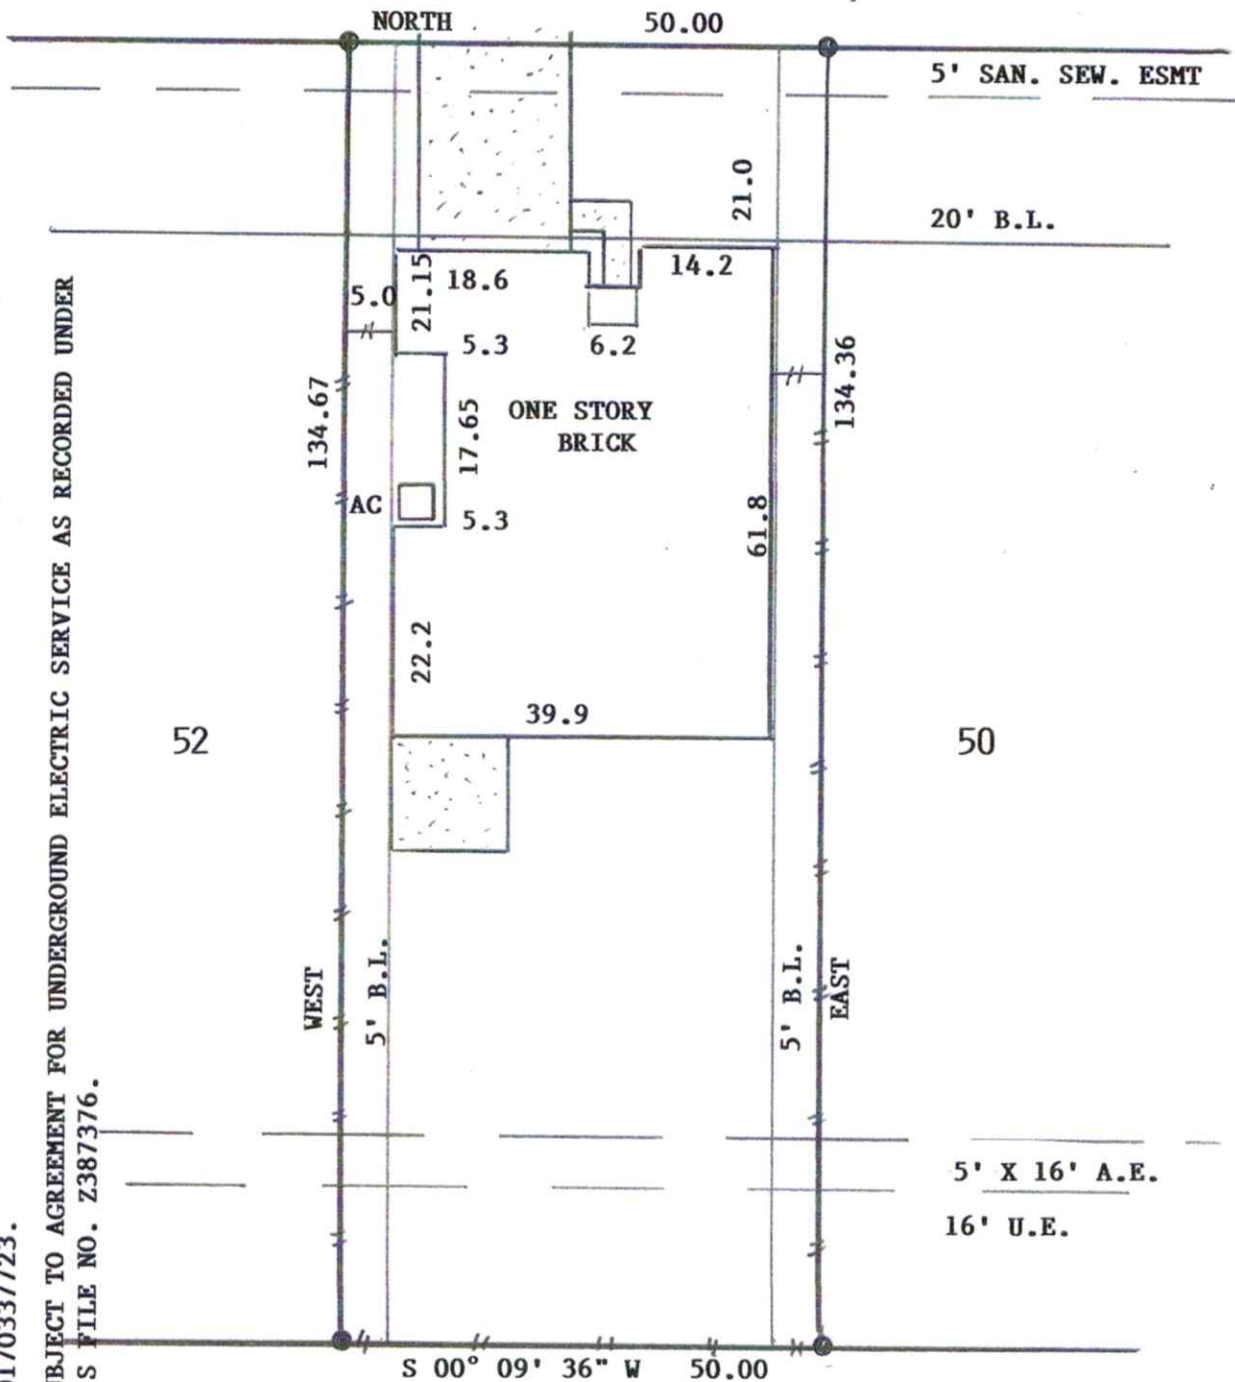 NORTH 50.00
5' SAN. SEW. ESMT
21.0
20' B.L.
14.2
18.6
21.15
5.0
5.3
6.2
134.67
134.36
17.65
ONE STORY
BRICK
AC
5.3
61.8
22.2
39.9
52
50
WEST
5' B.L.
5' B.L.
EAST
5' X 16' A.E.
16' U.E.
S 00° 09' 36" W 50.00
170337723.
BJECT TO AGREEMENT FOR UNDERGROUND ELECTRIC SERVICE AS RECORDED UNDER
S FILE NO. Z387376.